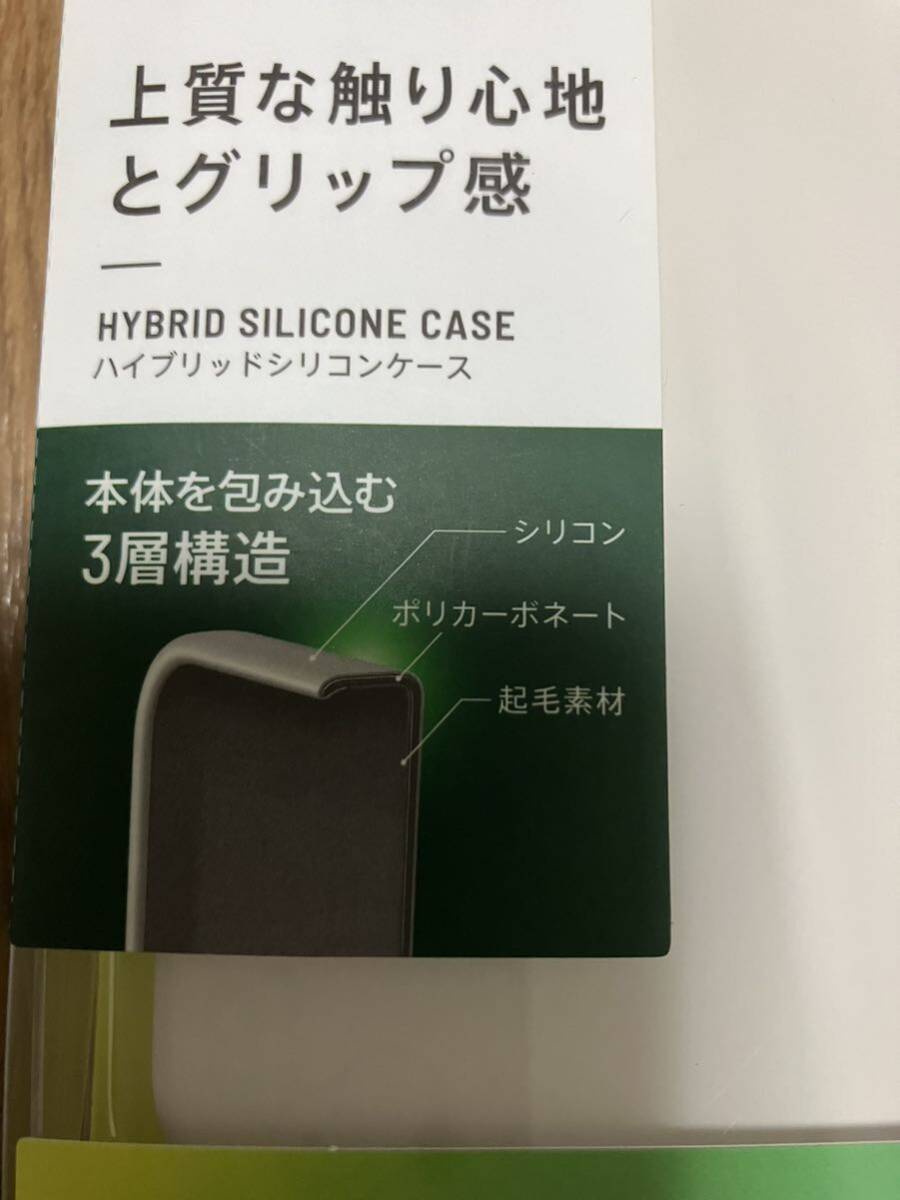 上質な触り心地
とグリップ感
HYBRID SILICONE CASE
ハイブリッドシリコンケース
本体を包み込む
3層構造
シリコン
ポリカーボネート
起毛素材